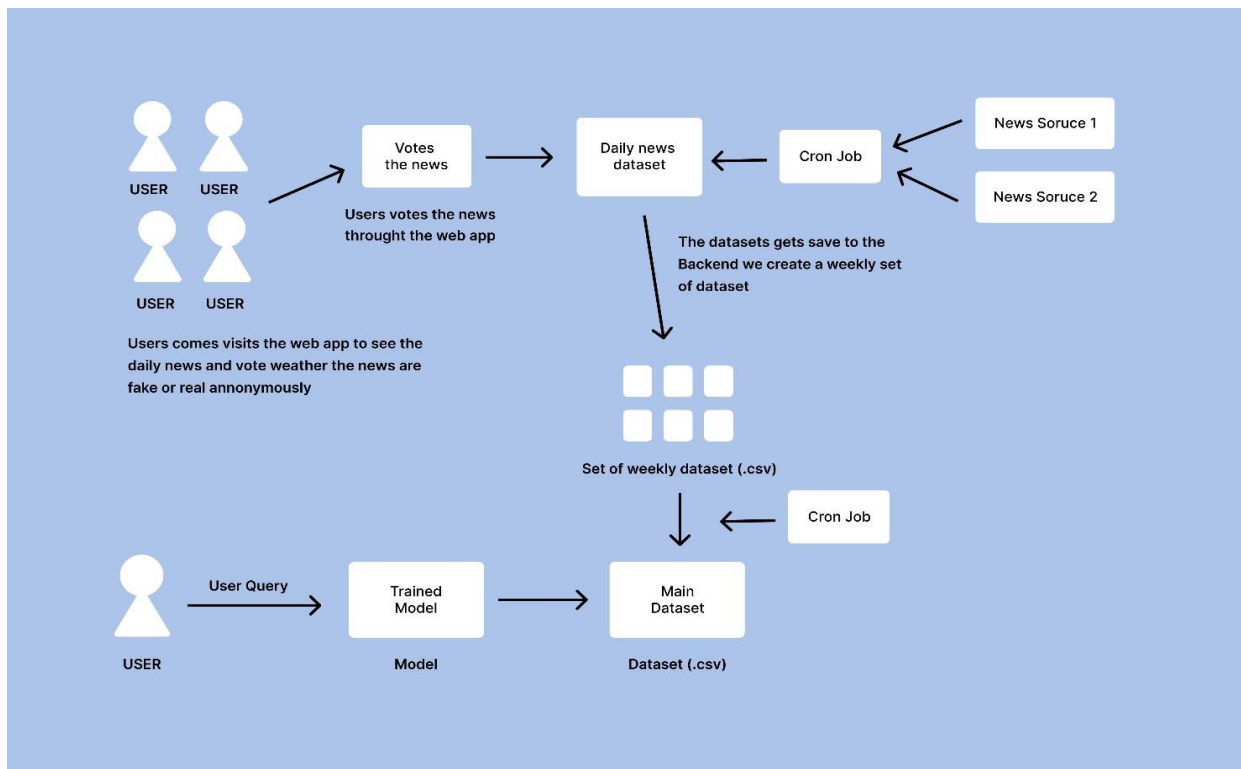 USER
USER
USER
USER
Users comes visits the web app to see the
daily news and vote weather the news are
fake or real annonymously
Votes
the news
Users votes the news
throught the web app
Daily news
dataset
Cron Job
News Soruce 1
News Soruce 2
The datasets gets save to the
Backend we create a weekly set
of dataset
Set of weekly dataset (.csv)
Cron Job
USER
User Query
Trained
Model
Model
Main
Dataset
Dataset (.csv)